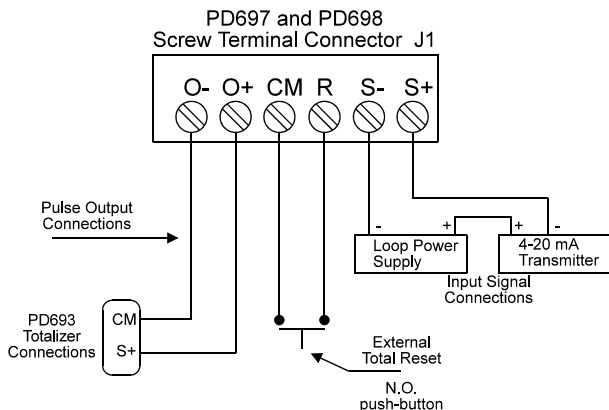 PD697 and PD698
Screw Terminal Connector J1
O- O+ CM R S- S+
Pulse Output
Connections
- + + -
Loop Power
Supply
4-20 mA
Transmitter
Input Signal
Connections
PD693
Totalizer
Connections
CM
S+
External
Total Reset
N.O.
push-button